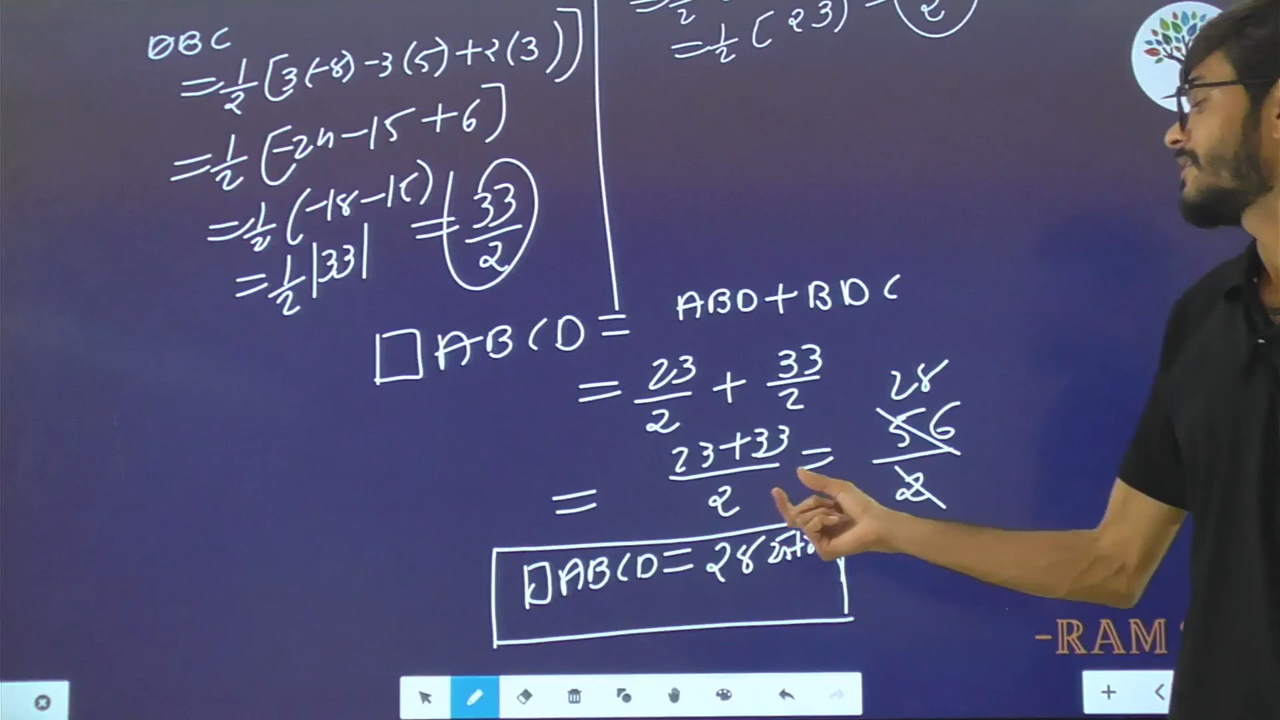 DBC
=1/2[3(-8)-3(5)+2(3)]
=1/2[-24-15+6]
=1/2(-18-15)
=1/2|33| = 33/2
=1/2(23)
□ABCD= ABD+BDC
= 23/2 + 33/2
= 23+33/2 = 56/2 28
□ABCD=28
-RAM